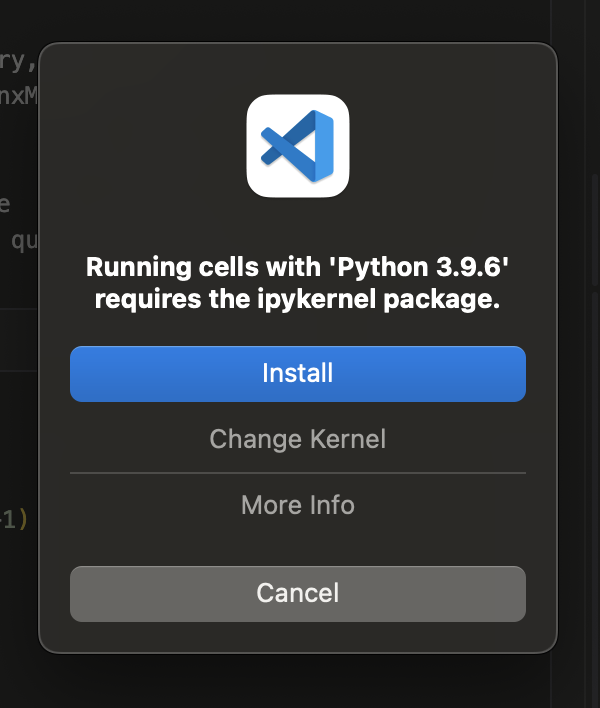 ry,
nxM
e
qu
Running cells with 'Python 3.9.6'
requires the ipykernel package.
Install
Change Kernel
More Info
-1)
Cancel